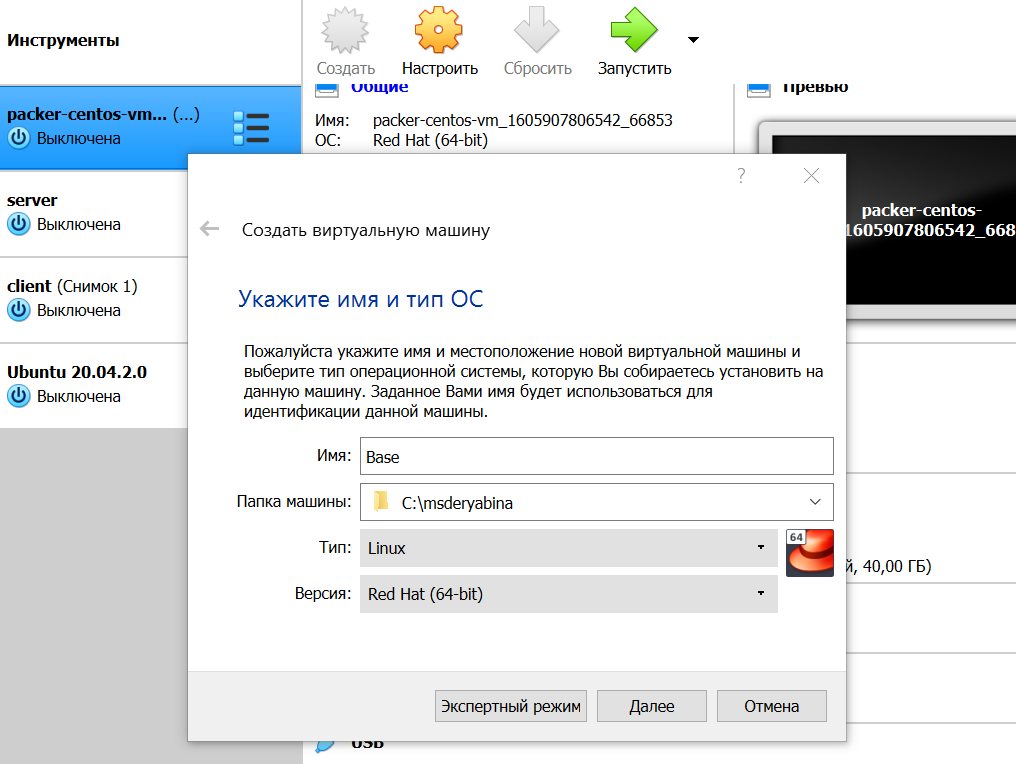 Инструменты
Создать
Настроить
Сбросить
Запустить
packer-centos-vm... (...)
Выключена
server
Выключена
client (Снимок 1)
Выключена
Ubuntu 20.04.2.0
Выключена
Общие
Имя: packer-centos-vm_1605907806542_66853
ОС: Red Hat (64-bit)
Превью
packer-centos-
1605907806542_668
?
Создать виртуальную машину
Укажите имя и тип ОС
Пожалуйста укажите имя и местоположение новой виртуальной машины и
выберите тип операционной системы, которую Вы собираетесь установить на
данную машину. Заданное Вами имя будет использоваться для
идентификации данной машины.
Имя: Base
Папка машины: C:\msderyabina
Тип: Linux
64
Версия: Red Hat (64-bit)
й, 40,00 ГБ)
Экспертный режим
Далее
Отмена
USB